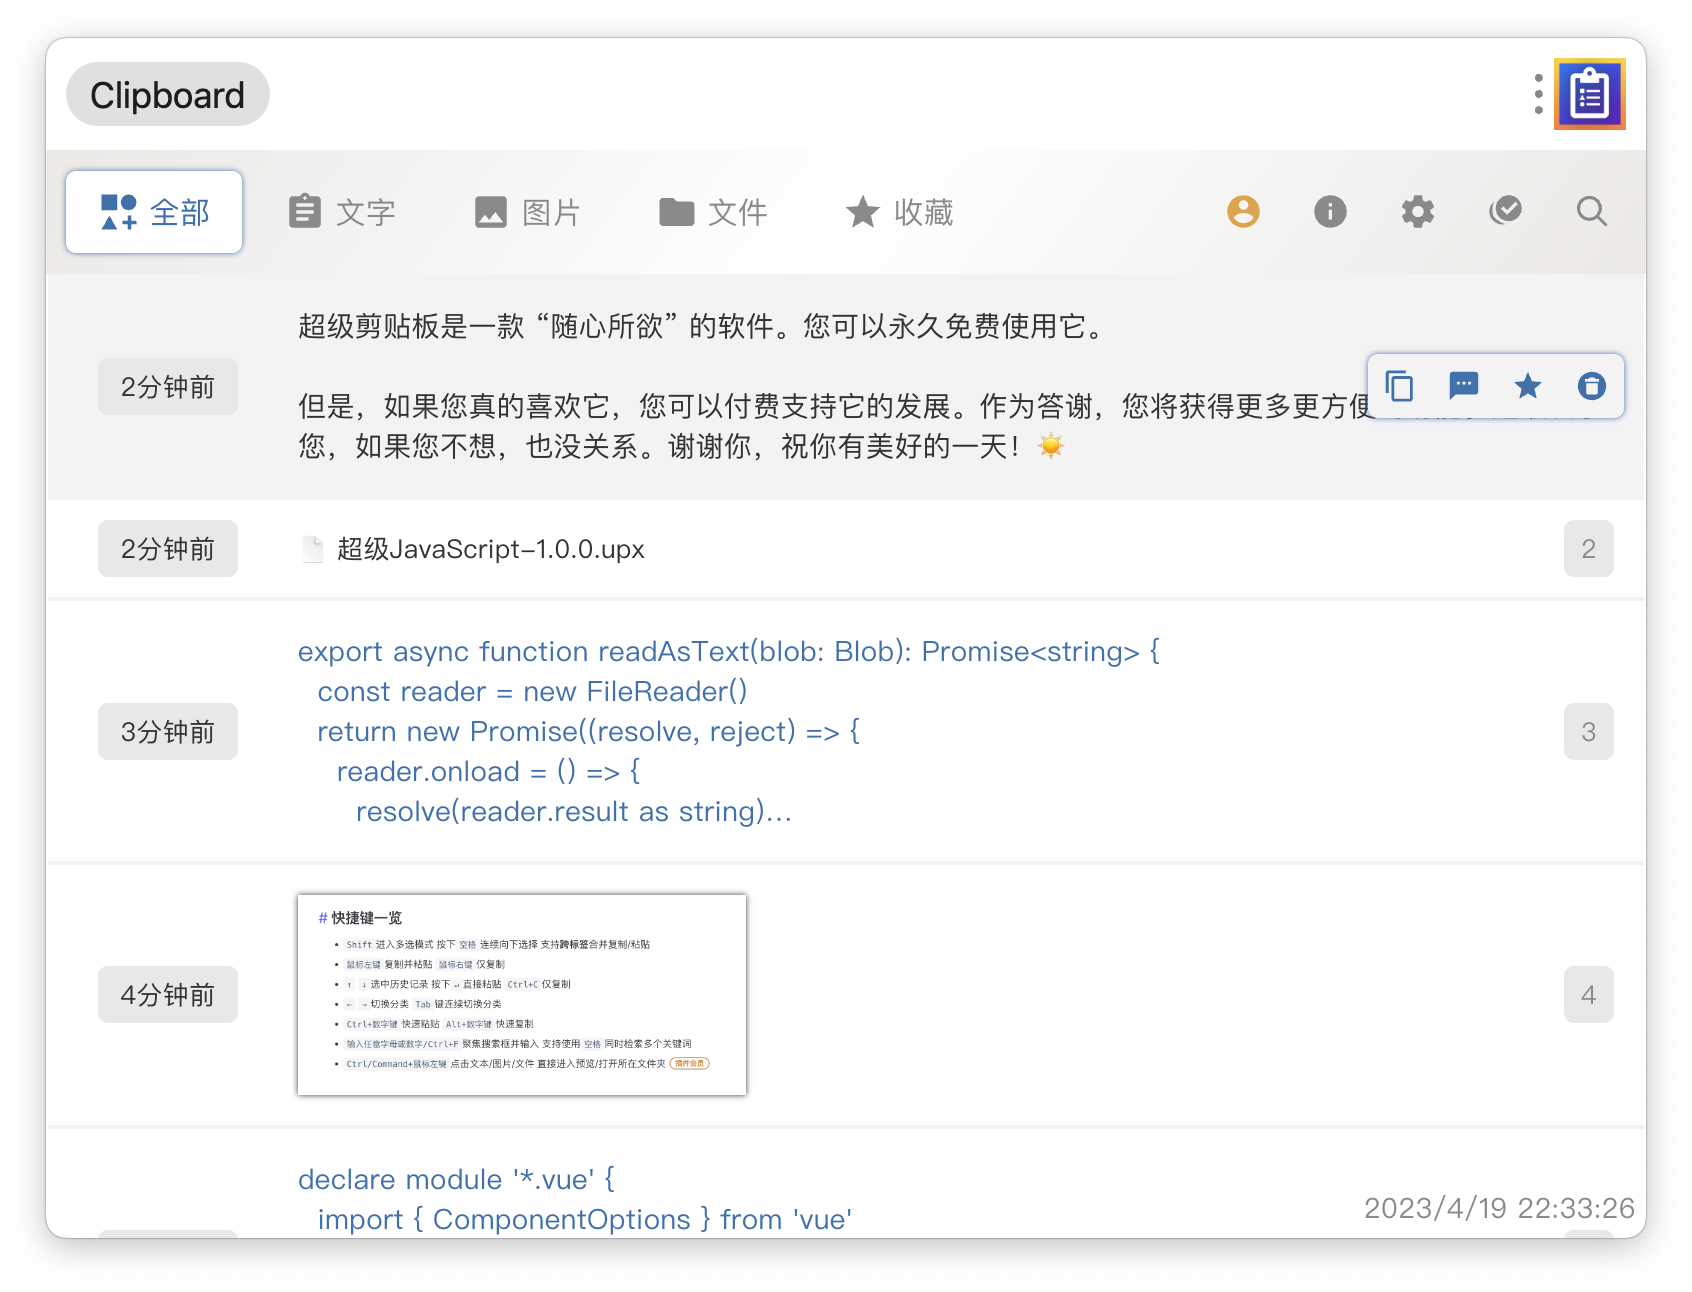 Clipboard
全部 文字 图片 文件 收藏
超级剪贴板是一款 “随心所欲” 的软件。您可以永久免费使用它。
2分钟前
但是，如果您真的喜欢它，您可以付费支持它的发展。作为答谢，您将获得更多更方便
您，如果您不想，也没关系。谢谢你，祝你有美好的一天！☀️
2分钟前 超级JavaScript-1.0.0.upx 2
export async function readAsText(blob: Blob): Promise<string> {
const reader = new FileReader()
3分钟前 return new Promise((resolve, reject) => { 3
reader.onload = () => {
resolve(reader.result as string)...
# 快捷键一览
• Shift 进入多选模式 按下 空格 连续向下选择 支持跨标签合并复制/粘贴
• 鼠标左键 复制并粘贴 鼠标右键 仅复制
• ↑ ↓ 选中历史记录 按下 ↵ 直接粘贴 Ctrl+C 仅复制
4分钟前 4
• ← → 切换分类 Tab 键连续切换分类
• Ctrl+数字键 快速粘贴 Alt+数字键 快速复制
• 输入任意字母或数字/Ctrl+F 聚焦搜索框并输入 支持使用 空格 同时检索多个关键词
• Ctrl/Command+鼠标左键 点击文本/图片/文件 直接进入预览/打开所在文件夹 插件会员
declare module '*.vue' {
import { ComponentOptions } from 'vue'
2023/4/19 22:33:26